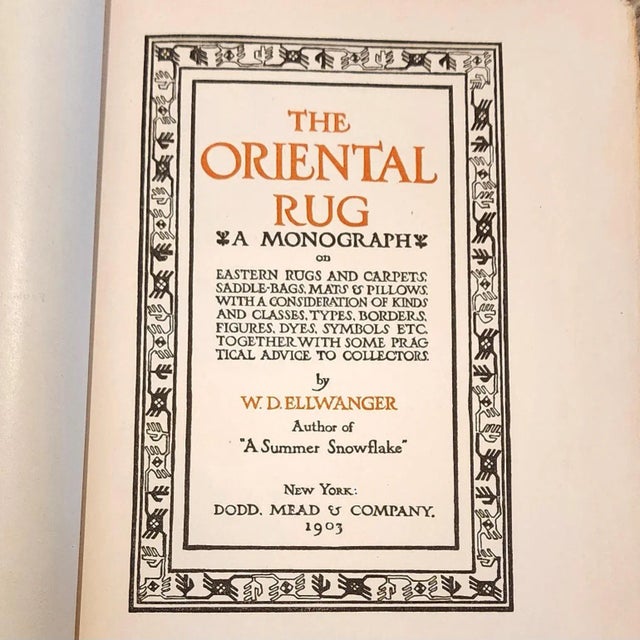 THE
ORIENTAL
RUG
A MONOGRAPH
on
EASTERN RUGS AND CARPETS,
SADDLE-BAGS, MATS & PILLOWS,
WITH A CONSIDERATION OF KINDS
AND CLASSES, TYPES, BORDERS,
FIGURES, DYES, SYMBOLS ETC.
TOGETHER WITH SOME PRAG
TICAL ADVICE TO COLLECTORS.
by
W. D. ELLWANGER
Author of
"A Summer Snowflake"
NEW YORK:
DODD, MEAD & COMPANY.
1903